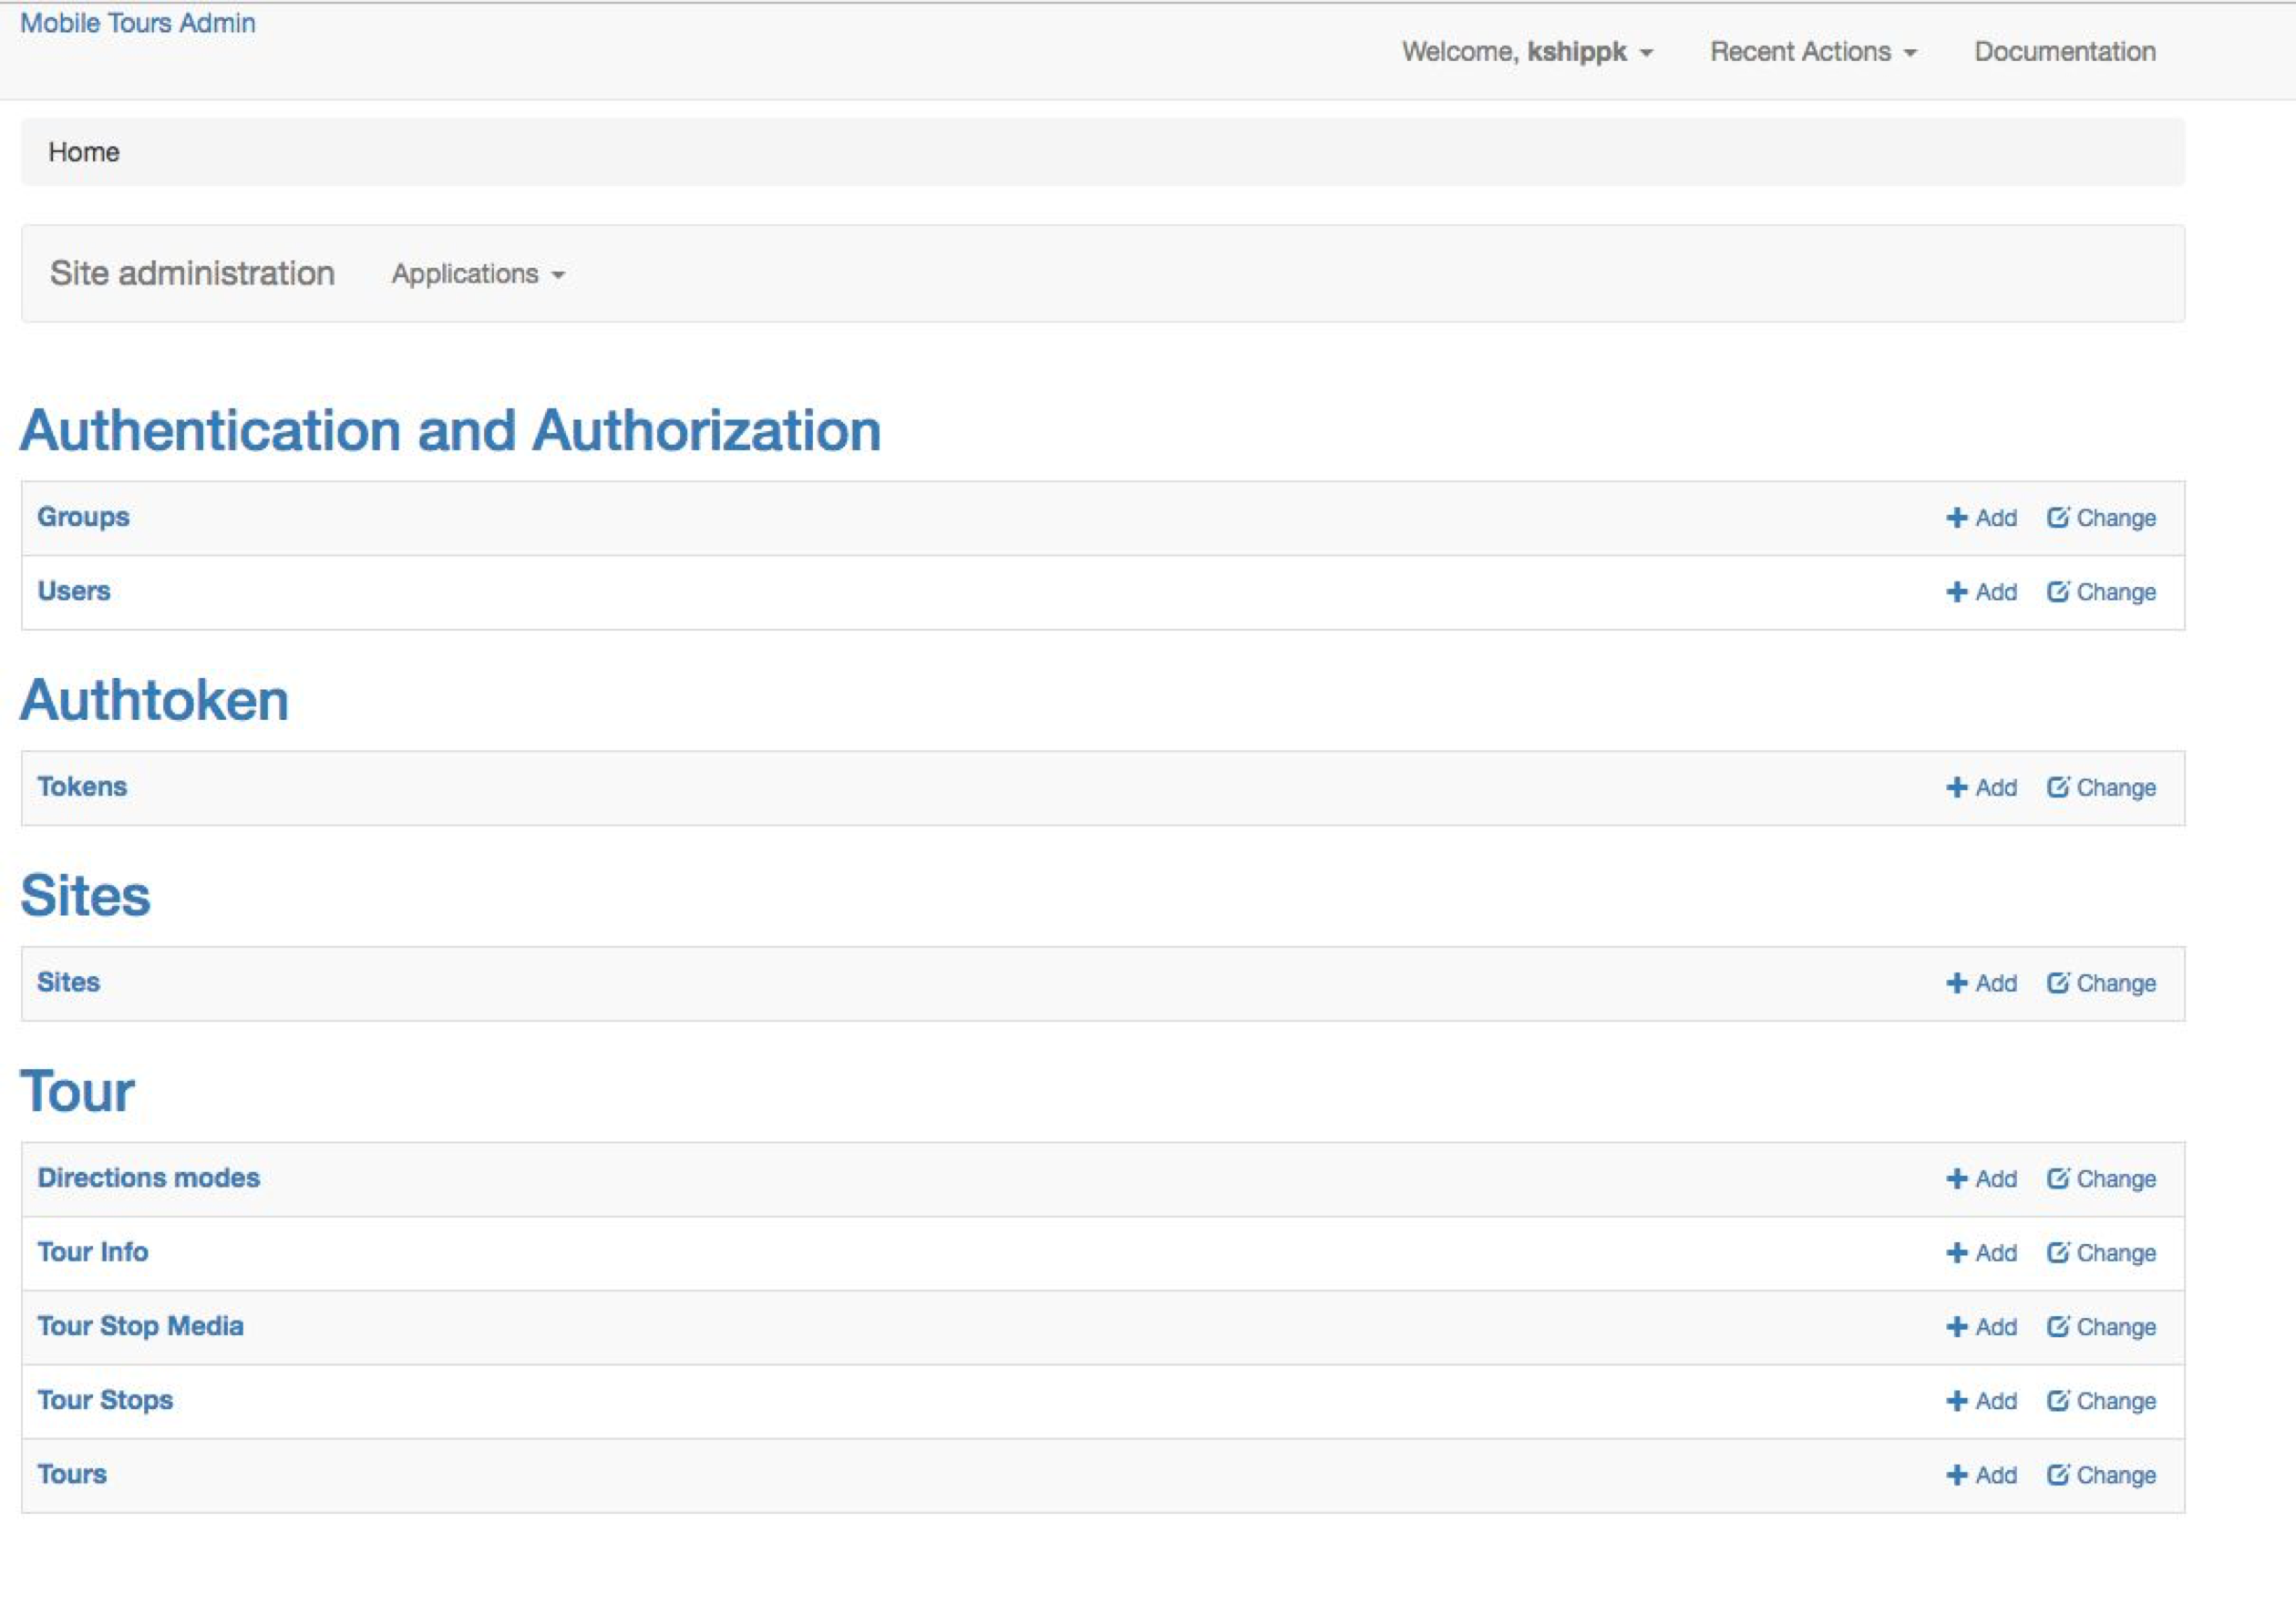 Mobile Tours Admin
Welcome, kshippk Recent Actions Documentation
Home
Site administration Applications
Authentication and Authorization
Groups Add Change
Users Add Change
Authtoken
Tokens Add Change
Sites
Sites Add Change
Tour
Directions modes Add Change
Tour Info Add Change
Tour Stop Media Add Change
Tour Stops Add Change
Tours Add Change